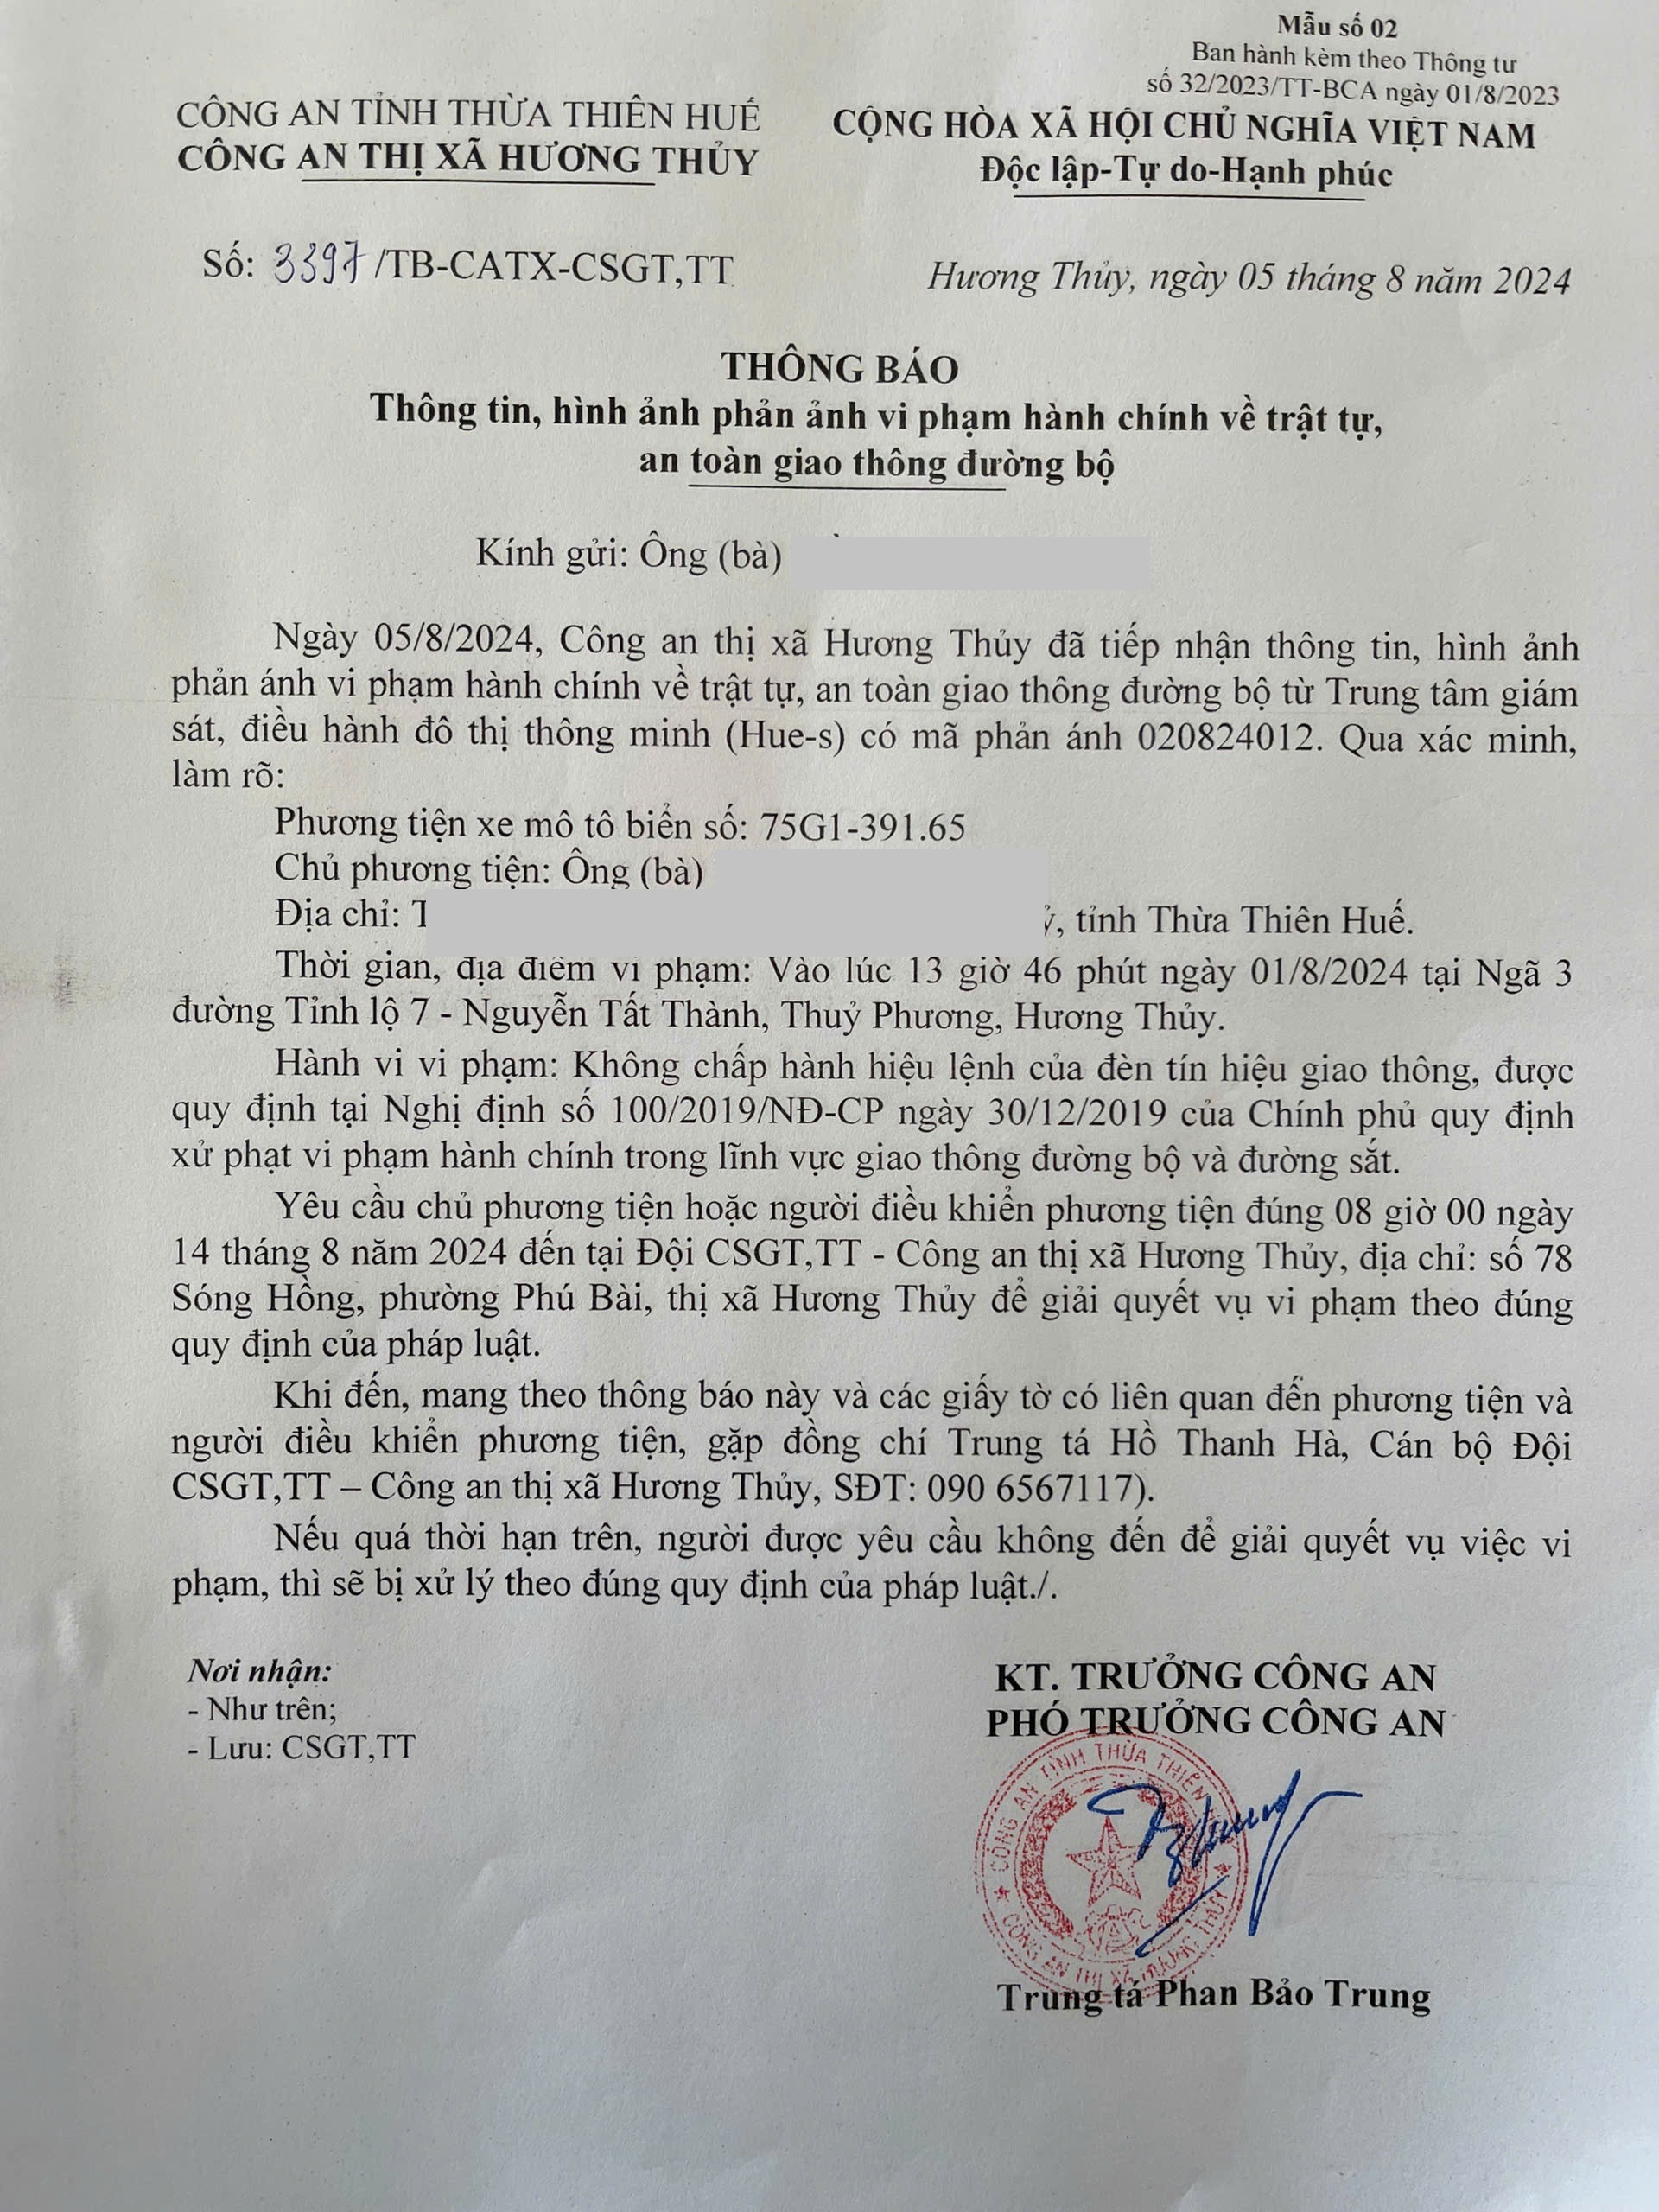 Mẫu số 02
Ban hành kèm theo Thông tư
số 32/2023/TT-BCA ngày 01/8/2023
CÔNG AN TỈNH THỪA THIÊN HUẾ
CÔNG AN THỊ XÃ HƯƠNG THỦY
CỘNG HÒA XÃ HỘI CHỦ NGHĨA VIỆT NAM
Độc lập-Tự do-Hạnh phúc
Số: 3397/TB-CATX-CSGT,TT
Hương Thủy, ngày 05 tháng 8 năm 2024
THÔNG BÁO
Thông tin, hình ảnh phản ảnh vi phạm hành chính về trật tự,
an toàn giao thông đường bộ
Kính gửi: Ông (bà)
Ngày 05/8/2024, Công an thị xã Hương Thủy đã tiếp nhận thông tin, hình ảnh
phản ánh vi phạm hành chính về trật tự, an toàn giao thông đường bộ từ Trung tâm giám
sát, điều hành đô thị thông minh (Hue-s) có mã phản ánh 020824012. Qua xác minh,
làm rõ:
Phương tiện xe mô tô biển số: 75G1-391.65
Chủ phương tiện: Ông (bà)
Địa chỉ: T
, tỉnh Thừa Thiên Huế.
Thời gian, địa điểm vi phạm: Vào lúc 13 giờ 46 phút ngày 01/8/2024 tại Ngã 3
đường Tỉnh lộ 7 - Nguyễn Tất Thành, Thuỷ Phương, Hương Thủy.
Hành vi vi phạm: Không chấp hành hiệu lệnh của đèn tín hiệu giao thông, được
quy định tại Nghị định số 100/2019/NĐ-CP ngày 30/12/2019 của Chính phủ quy định
xử phạt vi phạm hành chính trong lĩnh vực giao thông đường bộ và đường sắt.
Yêu cầu chủ phương tiện hoặc người điều khiển phương tiện đúng 08 giờ 00 ngày
14 tháng 8 năm 2024 đến tại Đội CSGT,TT - Công an thị xã Hương Thủy, địa chỉ: số 78
Sóng Hồng, phường Phú Bài, thị xã Hương Thủy để giải quyết vụ vi phạm theo đúng
quy định của pháp luật.
Khi đến, mang theo thông báo này và các giấy tờ có liên quan đến phương tiện và
người điều khiển phương tiện, gặp đồng chí Trung tá Hồ Thanh Hà, Cán bộ Đội
CSGT,TT – Công an thị xã Hương Thủy, SĐT: 090 6567117).
Nếu quá thời hạn trên, người được yêu cầu không đến để giải quyết vụ việc vi
phạm, thì sẽ bị xử lý theo đúng quy định của pháp luật./.
Nơi nhận:
- Như trên;
- Lưu: CSGT,TT
KT. TRƯỞNG CÔNG AN
PHÓ TRƯỞNG CÔNG AN
CÔNG AN TỈNH THỪA THIÊN
CÔNG AN THỊ XÃ HƯƠNG THỦY
Trung tá Phan Bảo Trung